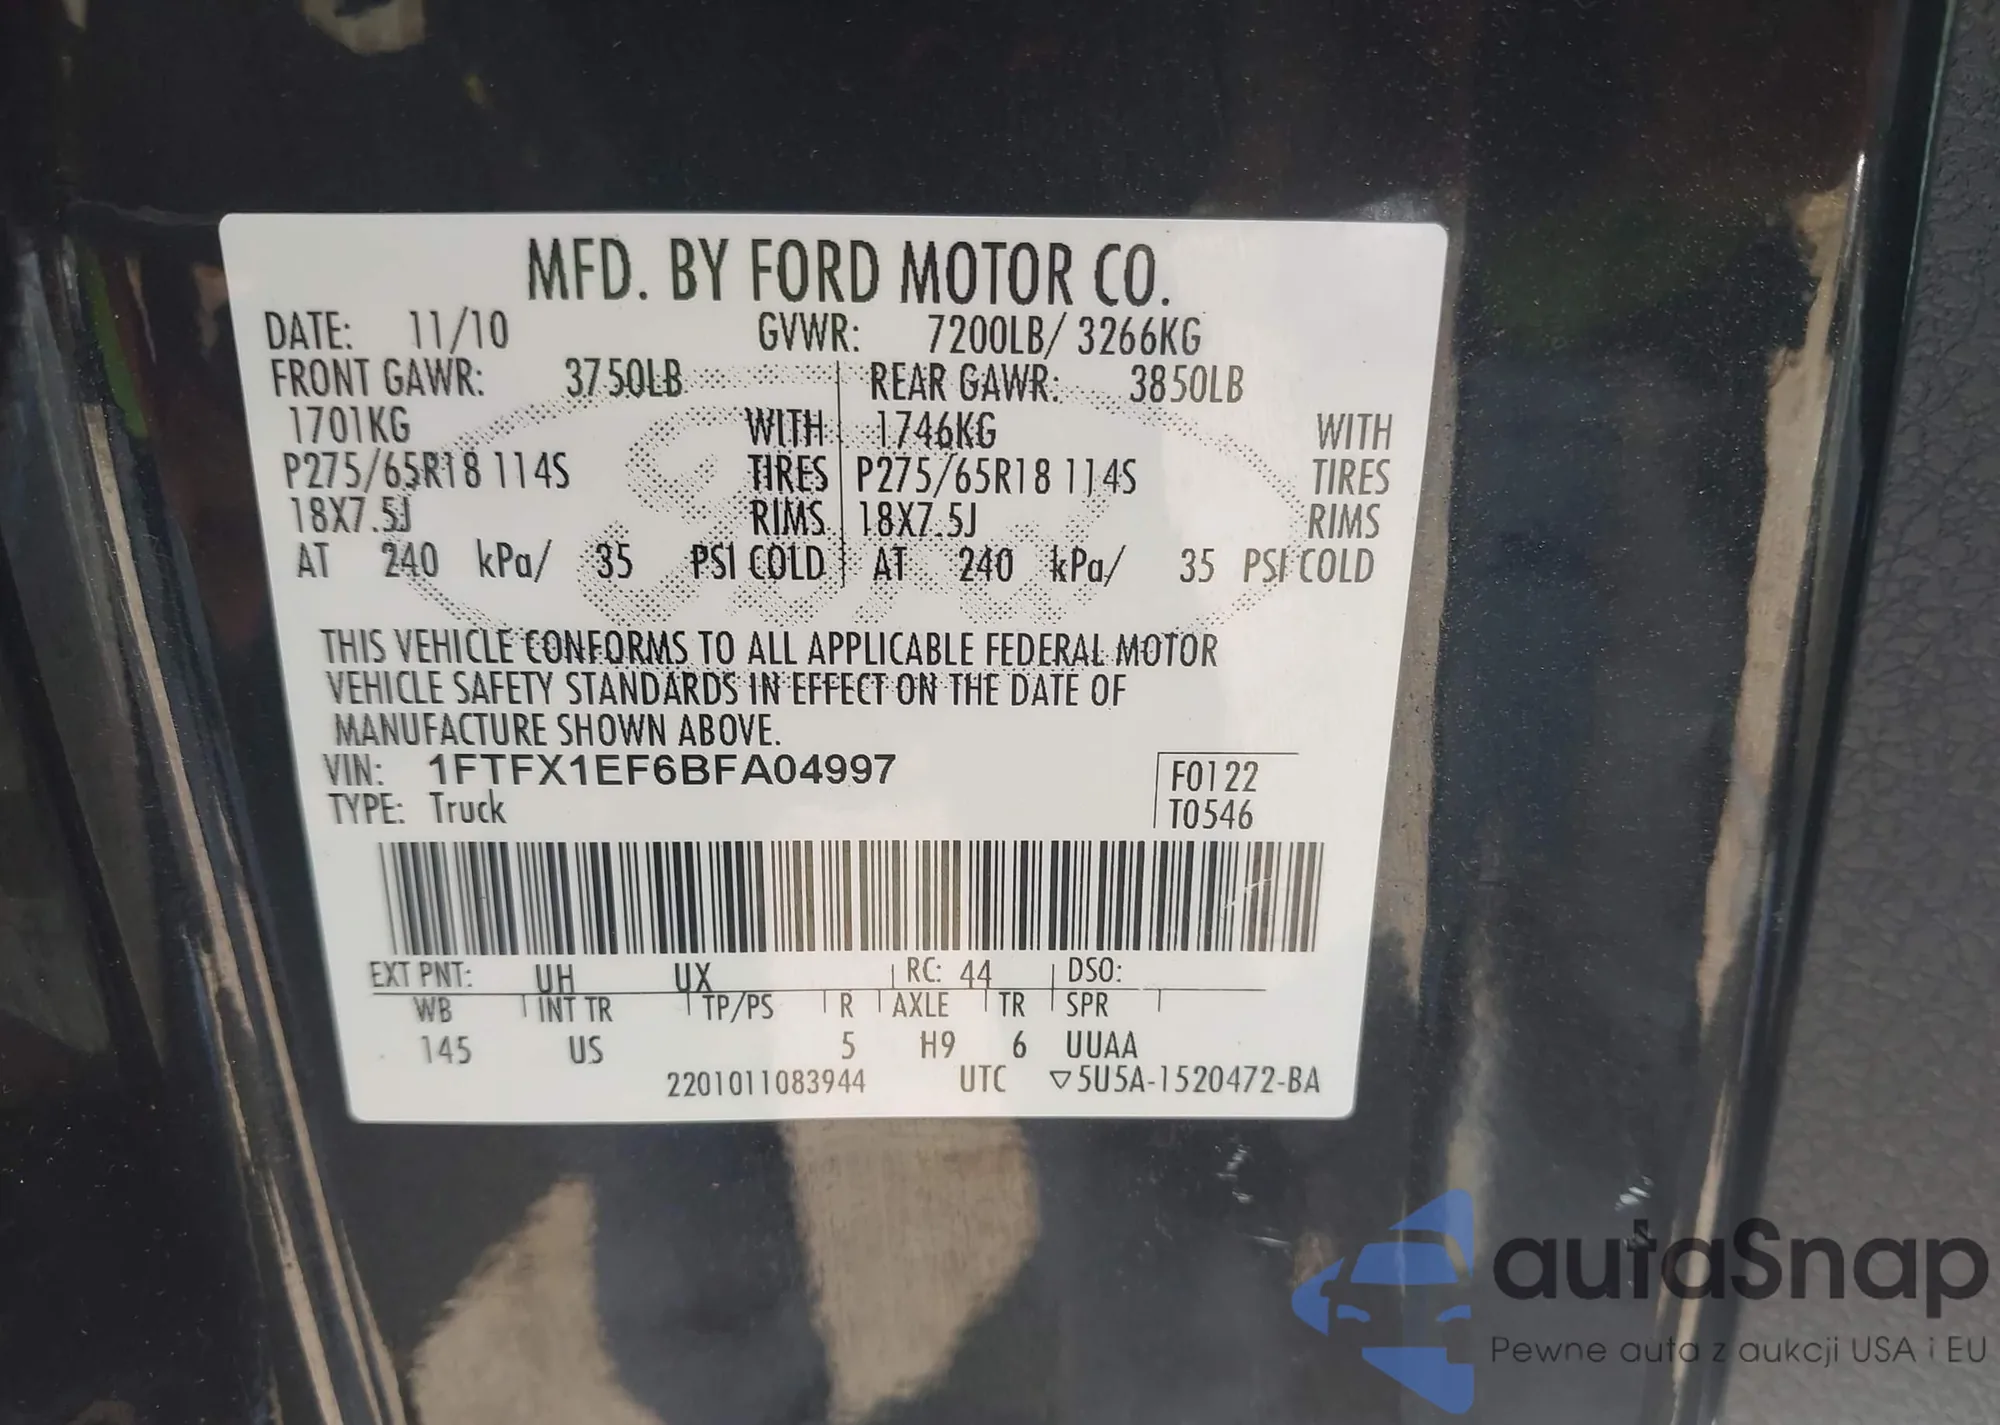 MFD. BY FORD MOTOR CO.
DATE: 11/10 GVWR: 7200LB/ 3266KG
FRONT GAWR: 3750LB REAR GAWR: 3850LB
1701KG WITH 1746KG WITH
P275/65R18 114S TIRES P275/65R18 114S TIRES
18X7.5J RIMS 18X7.5J RIMS
AT 240 kPa/ 35 PSI COLD AT 240 kPa/ 35 PSI COLD
THIS VEHICLE CONFORMS TO ALL APPLICABLE FEDERAL MOTOR
VEHICLE SAFETY STANDARDS IN EFFECT ON THE DATE OF
MANUFACTURE SHOWN ABOVE.
VIN: 1FTFX1EF6BFA04997
F0122
TYPE: Truck
T0546
EXT PNT: UH UX RC: 44 DSO:
WB INT TR TP/PS R AXLE TR SPR
145 US 5 H9 6 UUAA
2201011083944 UTC ▽5U5A-1520472-BA
autaSnap
Pewne auta z aukcji USA i EU